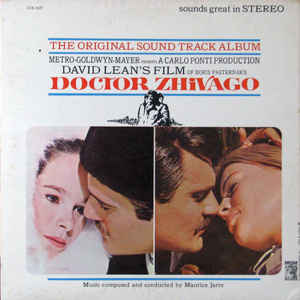 sounds great in STEREO
THE ORIGINAL SOUND TRACK ALBUM
METRO-GOLDWYN-MAYER PRESENTS A CARLO PONTI PRODUCTION
DAVID LEAN'S FILM OF BORIS PASTERNAK'S
DOCTOR ZHIVAGO
Music composed and conducted by Maurice Jarre